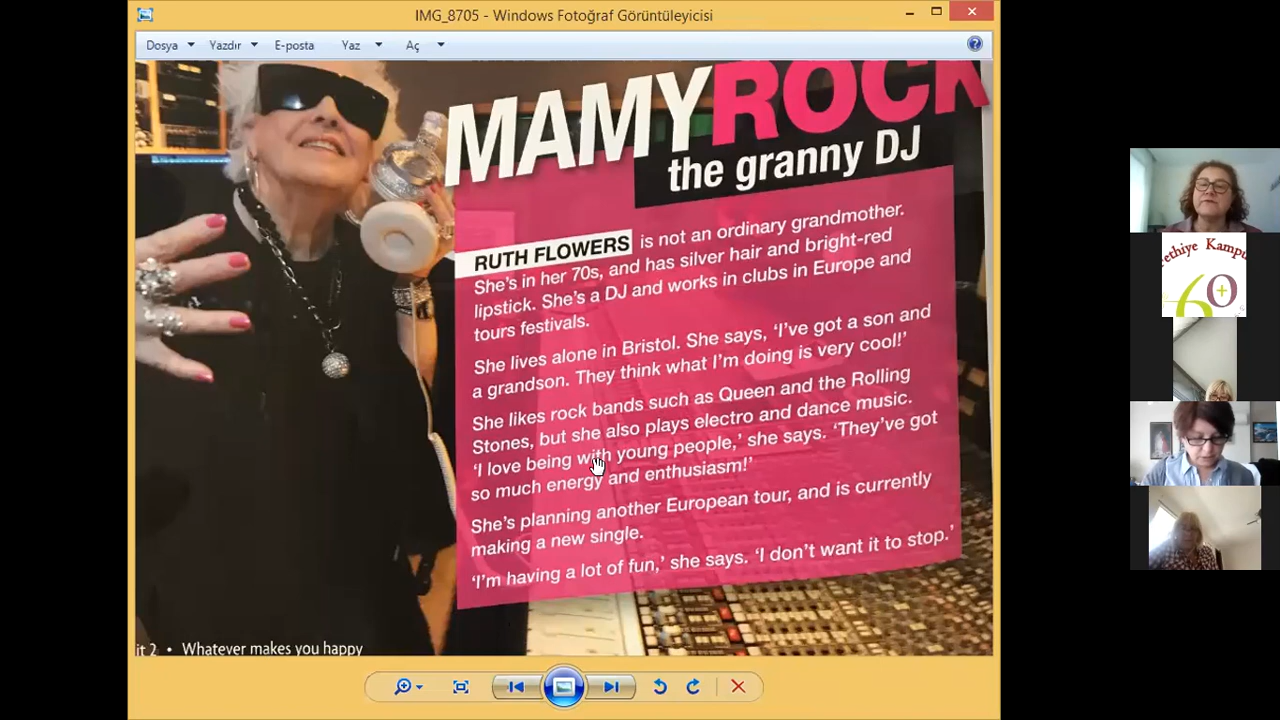 IMG_8705 - Windows Fotoğraf Görüntüleyicisi
Dosya Yazdır E-posta Yaz Aç
MAMYROCK
the granny DJ
RUTH FLOWERS is not an ordinary grandmother.
She's in her 70s, and has silver hair and bright-red
lipstick. She's a DJ and works in clubs in Europe and
tours festivals.
She lives alone in Bristol. She says, 'I've got a son and
a grandson. They think what I'm doing is very cool!'
She likes rock bands such as Queen and the Rolling
Stones, but she also plays electro and dance music.
'I love being with young people,' she says. 'They've got
so much energy and enthusiasm!'
She's planning another European tour, and is currently
making a new single.
'I'm having a lot of fun,' she says. 'I don't want it to stop.'
it 2 • Whatever makes you happy
ethiye Kampu
60